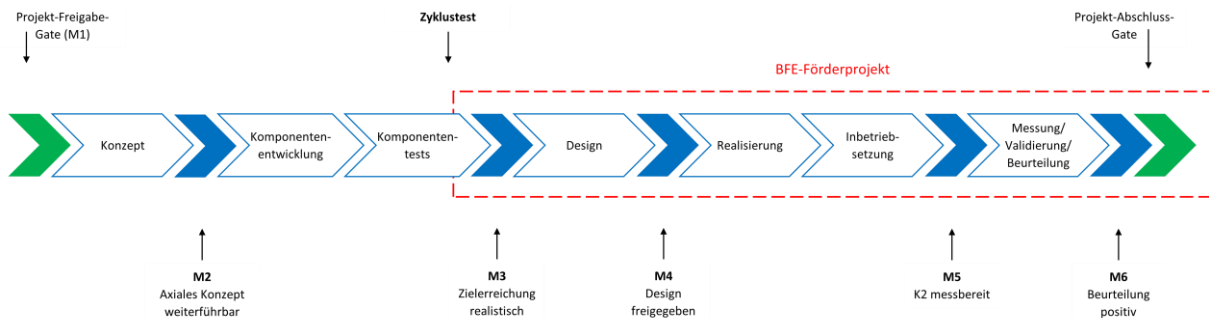 Projekt-Freigabe-
Gate (M1)
Zyklustest
Projekt-Abschluss-
Gate
BFE-Förderprojekt
Konzept
Komponenten-
entwicklung
Komponenten-
tests
Design
Realisierung
Inbetrieb-
setzung
Messung/
Validierung/
Beurteilung
M2
Axiales Konzept
weiterführbar
M3
Zielerreichung
realistisch
M4
Design
freigegeben
M5
K2 messbereit
M6
Beurteilung
positiv